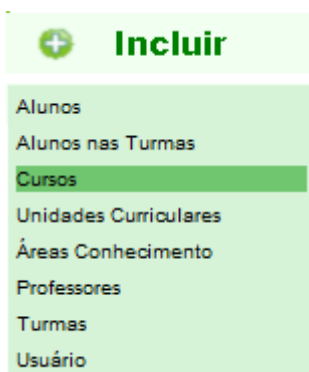 Incluir
Alunos
Alunos nas Turmas
Cursos
Unidades Curriculares
Áreas Conhecimento
Professores
Turmas
Usuário